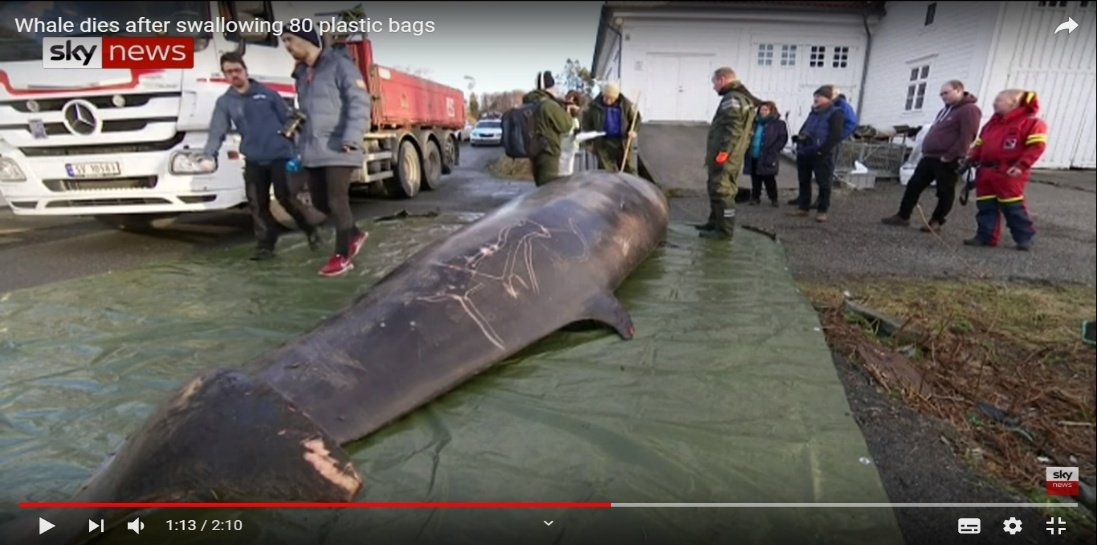 Whale dies after swallowing 80 plastic bags
sky news
sky
news
1:13 / 2:10